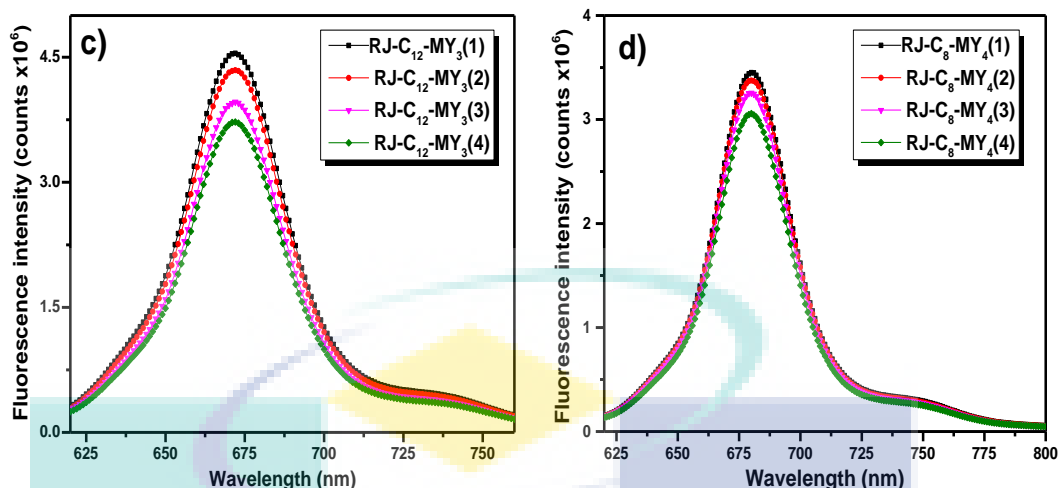 c)
RJ-C₁₂-MY₃(1)
RJ-C₁₂-MY₃(2)
RJ-C₁₂-MY₃(3)
RJ-C₁₂-MY₃(4)
Fluorescence intensity (counts x10⁶)
4.5
3.0
1.5
0.0
625 650 675 700 725 750
Wavelength (nm)
d)
RJ-C₈-MY₄(1)
RJ-C₈-MY₄(2)
RJ-C₈-MY₄(3)
RJ-C₈-MY₄(4)
Fluorescence intensity (counts x10⁶)
4
3
2
1
0
625 650 675 700 725 750 775 800
Wavelength (nm)